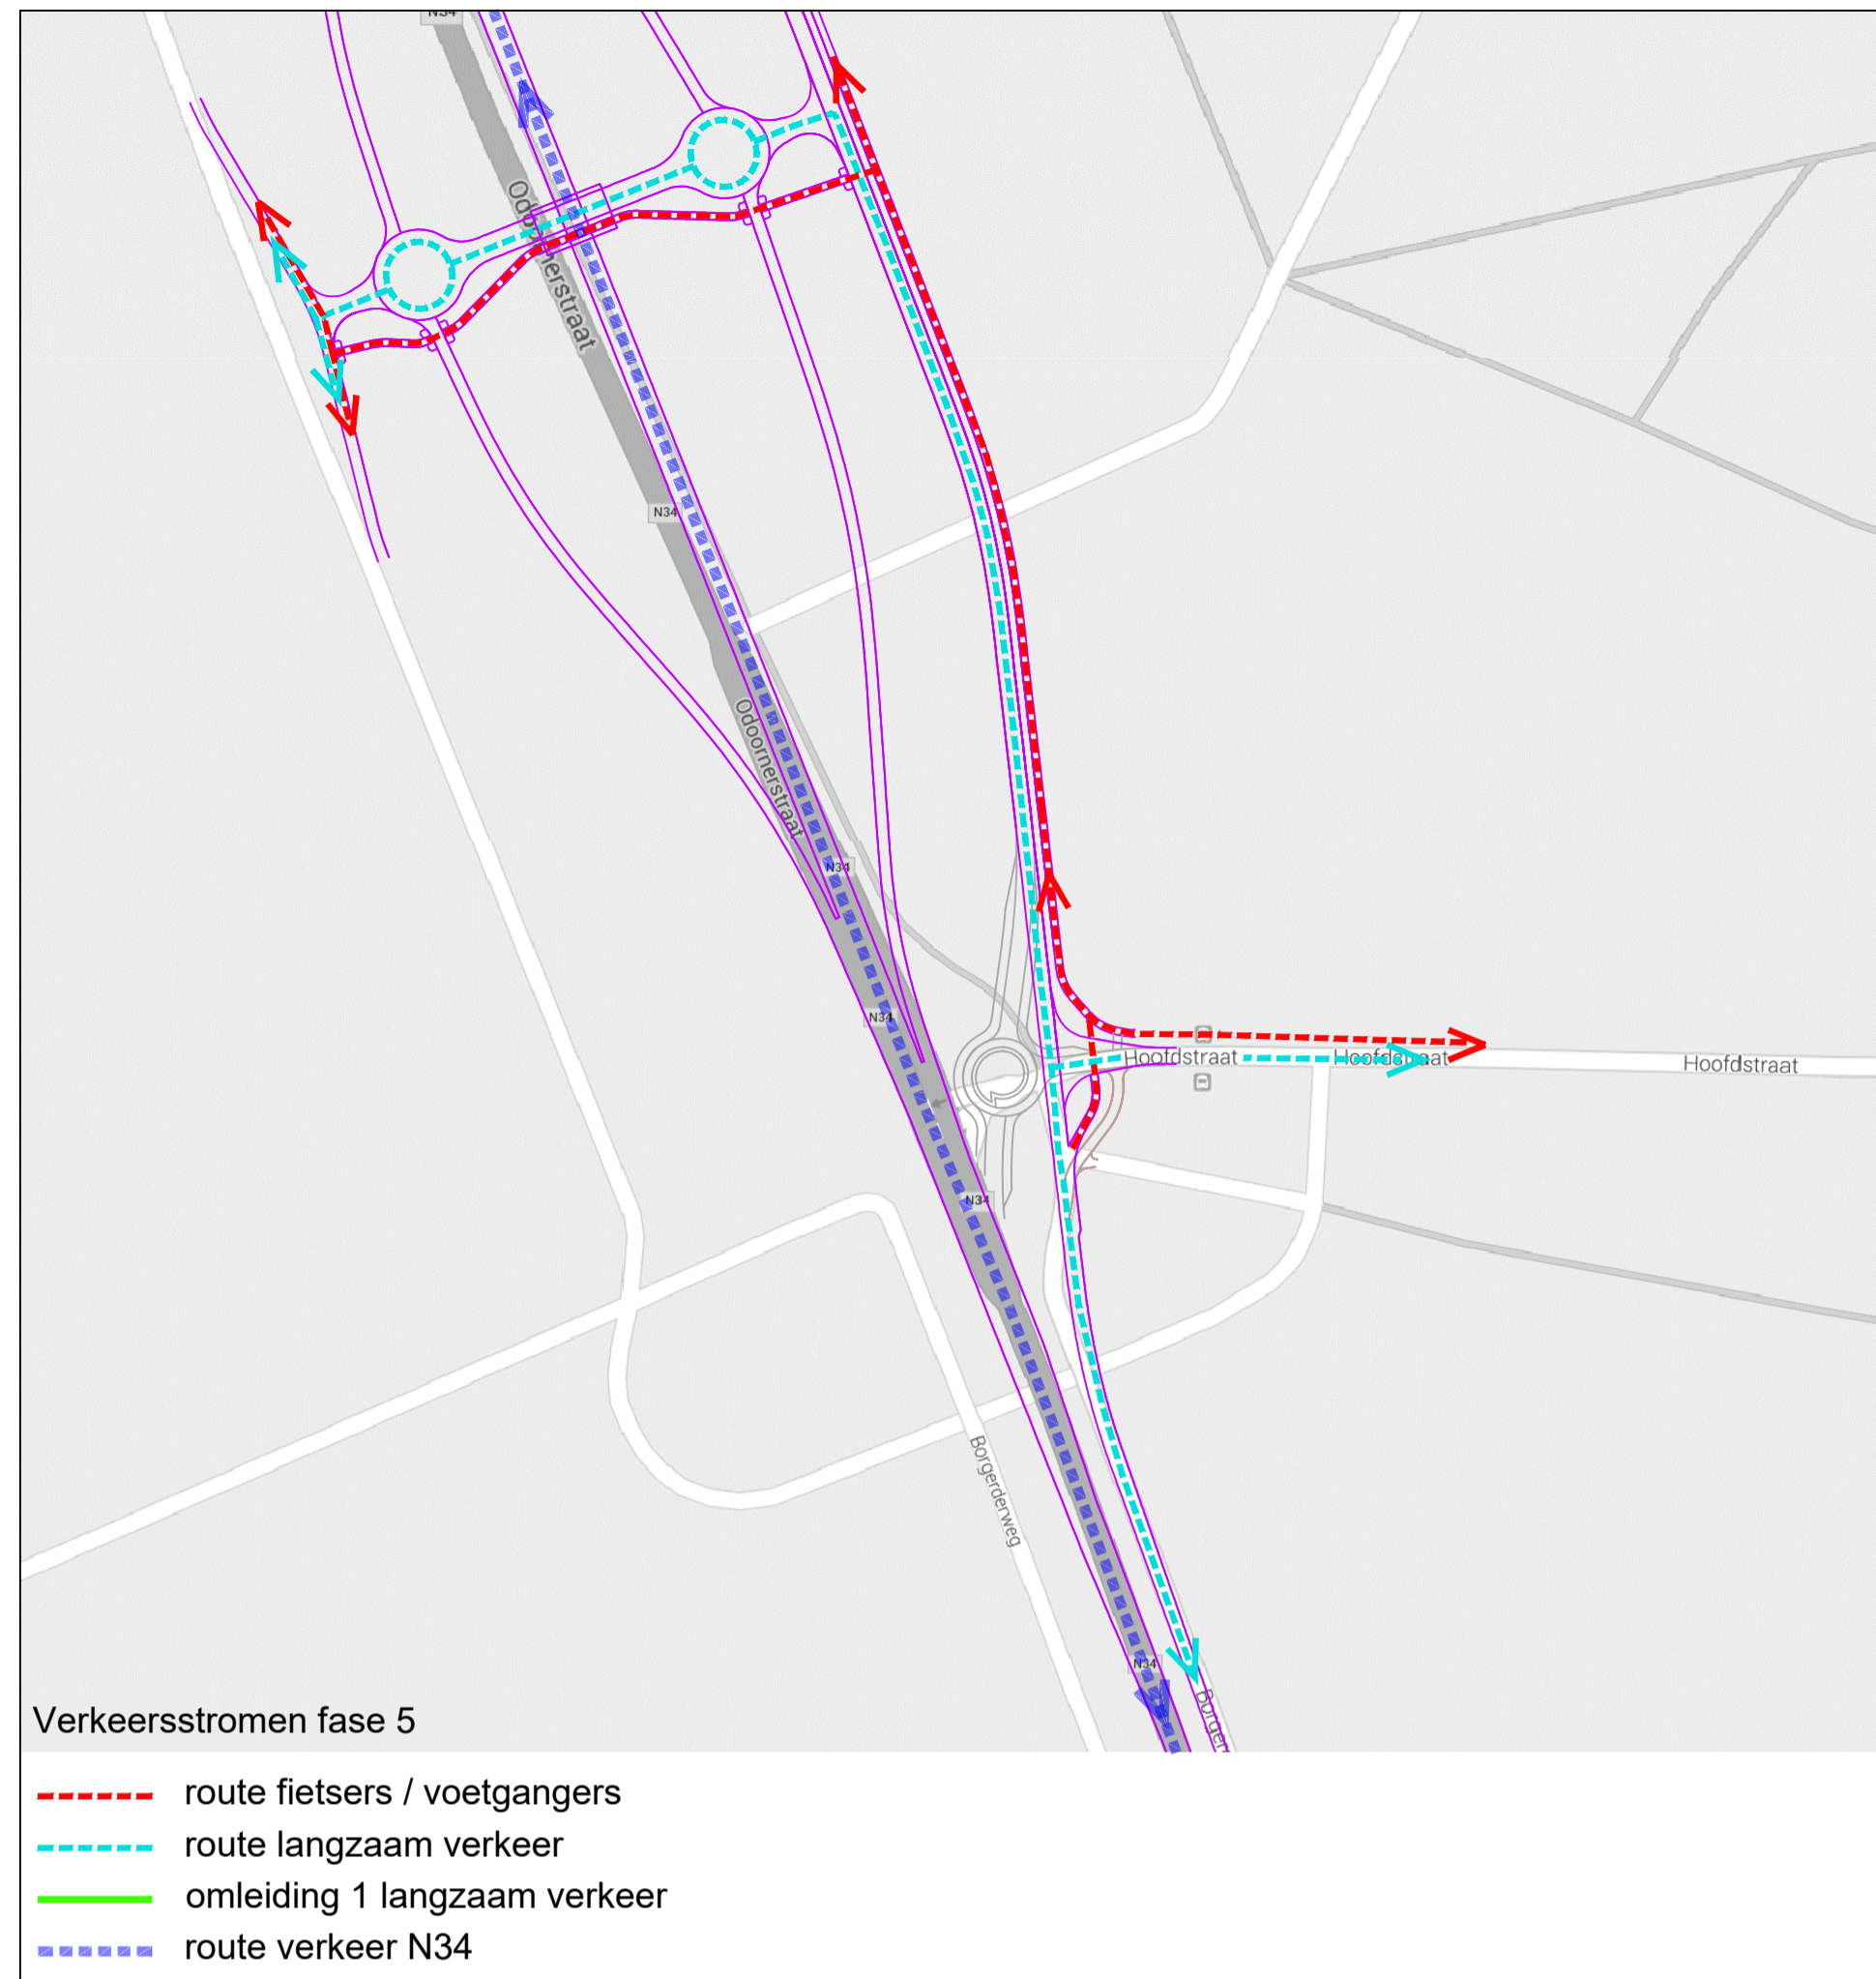 N34
Odoornerstraat
N34
Odoornerstraat
N34
N34
Hoofdstraat
Hoofdstraat
Hoofdstraat
N34
Borgerderweg
N34
Borger
Verkeersstromen fase 5
route fietsers / voetgangers
route langzaam verkeer
omleiding 1 langzaam verkeer
route verkeer N34